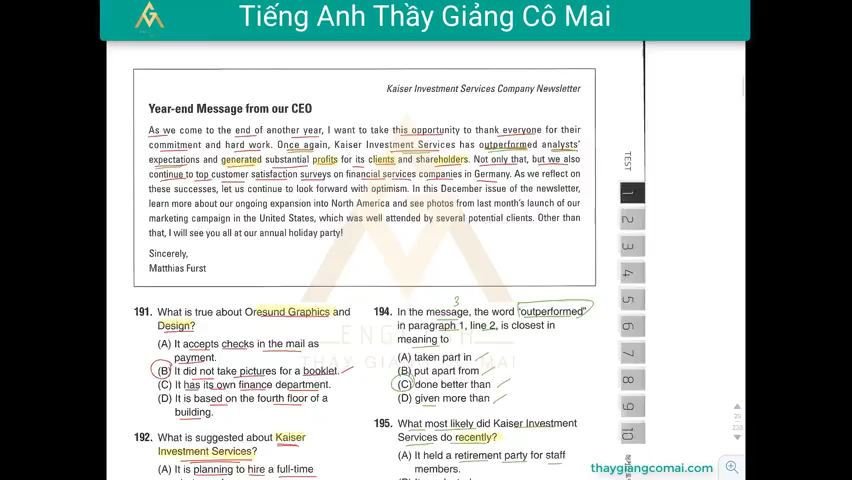 Tiếng Anh Thầy Giảng Cô Mai
Kaiser Investment Services Company Newsletter
Year-end Message from our CEO
As we come to the end of another year, I want to take this opportunity to thank everyone for their
commitment and hard work. Once again, Kaiser Investment Services has outperformed analysts'
expectations and generated substantial profits for its clients and shareholders. Not only that, but we also
continue to top customer satisfaction surveys on financial services companies in Germany. As we reflect on
these successes, let us continue to look forward with optimism. In this December issue of the newsletter,
learn more about our ongoing expansion into North America and see photos from last month's launch of our
marketing campaign in the United States, which was well attended by several potential clients. Other than
that, I will see you all at our annual holiday party!
Sincerely,
Matthias Furst
191. What is true about Oresund Graphics and
Design?
(A) It accepts checks in the mail as
payment.
(B) It did not take pictures for a booklet.
(C) It has its own finance department.
(D) It is based on the fourth floor of a
building.
192. What is suggested about Kaiser
Investment Services?
(A) It is planning to hire a full-time
3
194. In the message, the word "outperformed"
in paragraph 1, line 2, is closest in
meaning to
(A) taken part in
(B) put apart from
(C) done better than
(D) given more than
195. What most likely did Kaiser Investment
Services do recently?
(A) It held a retirement party for staff
members.
TEST
1
2
3
4
5
6
7
8
9
10
ENGLISH
THẦY GIẢNG CÔ MAI
thaygiangcomai.com